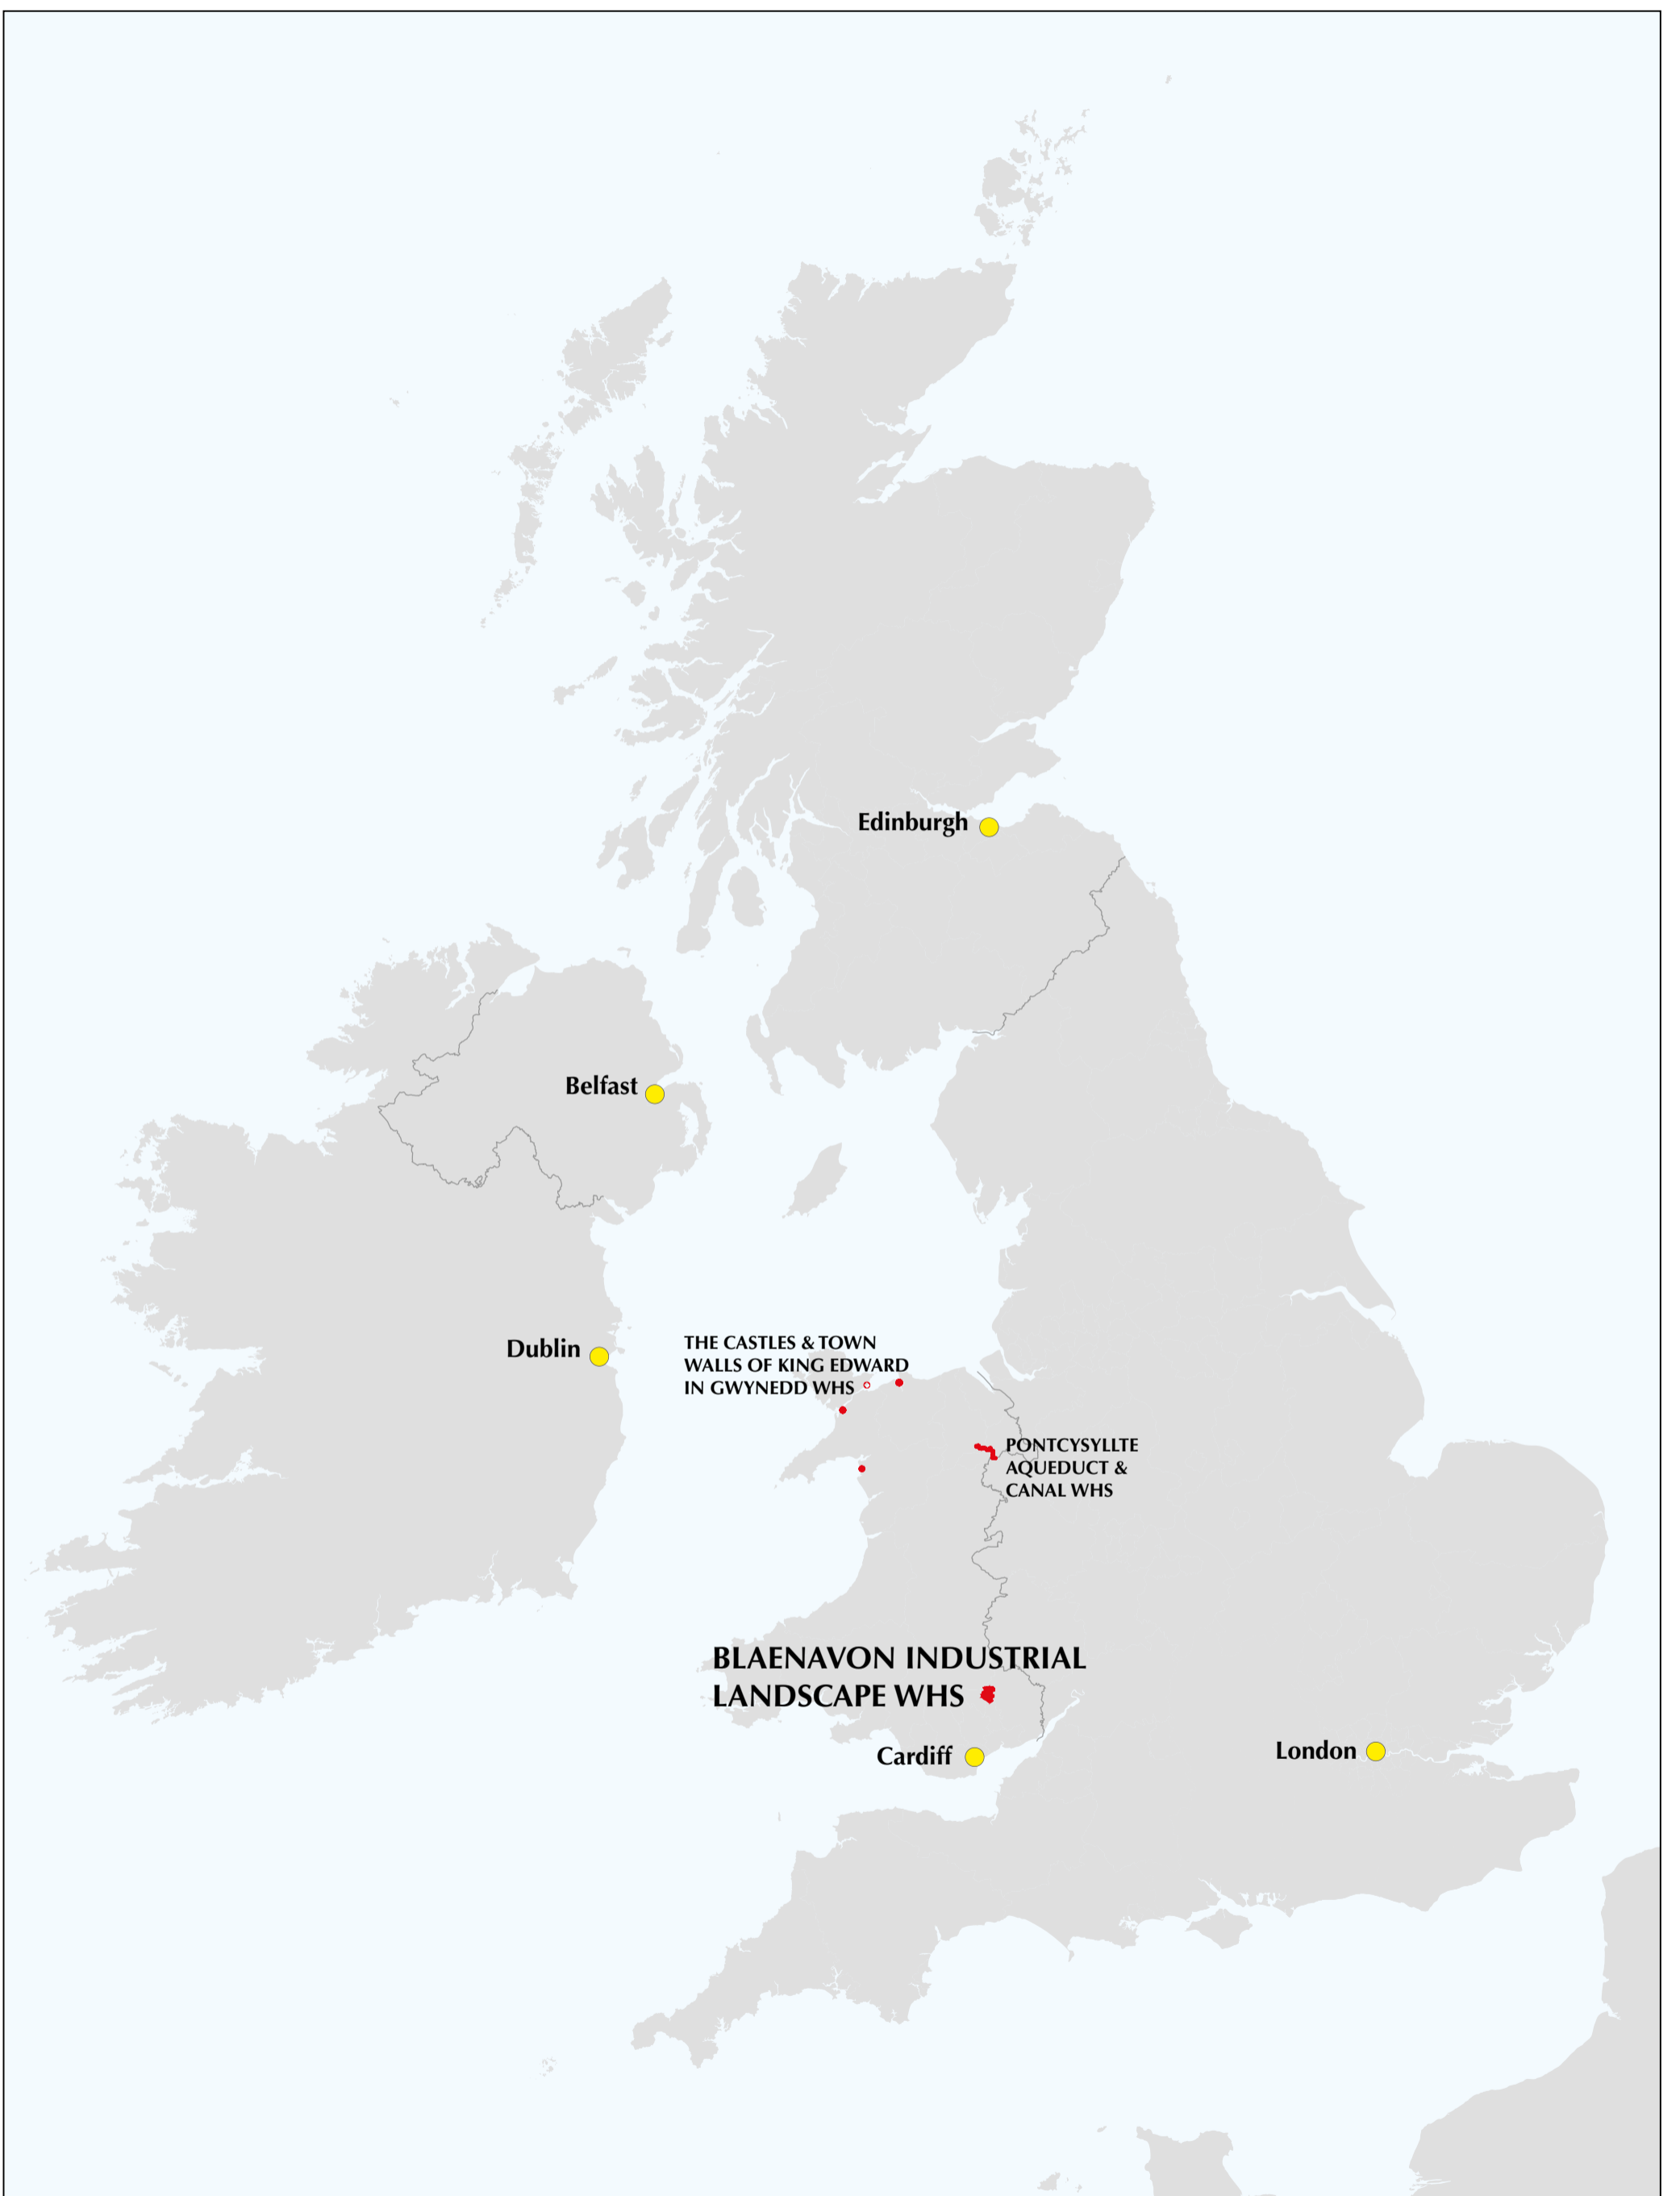 Edinburgh
Belfast
Dublin
THE CASTLES & TOWN
WALLS OF KING EDWARD
IN GWYNEDD WHS
PONTCYSYLLTE
AQUEDUCT &
CANAL WHS
BLAENAVON INDUSTRIAL
LANDSCAPE WHS
Cardiff
London